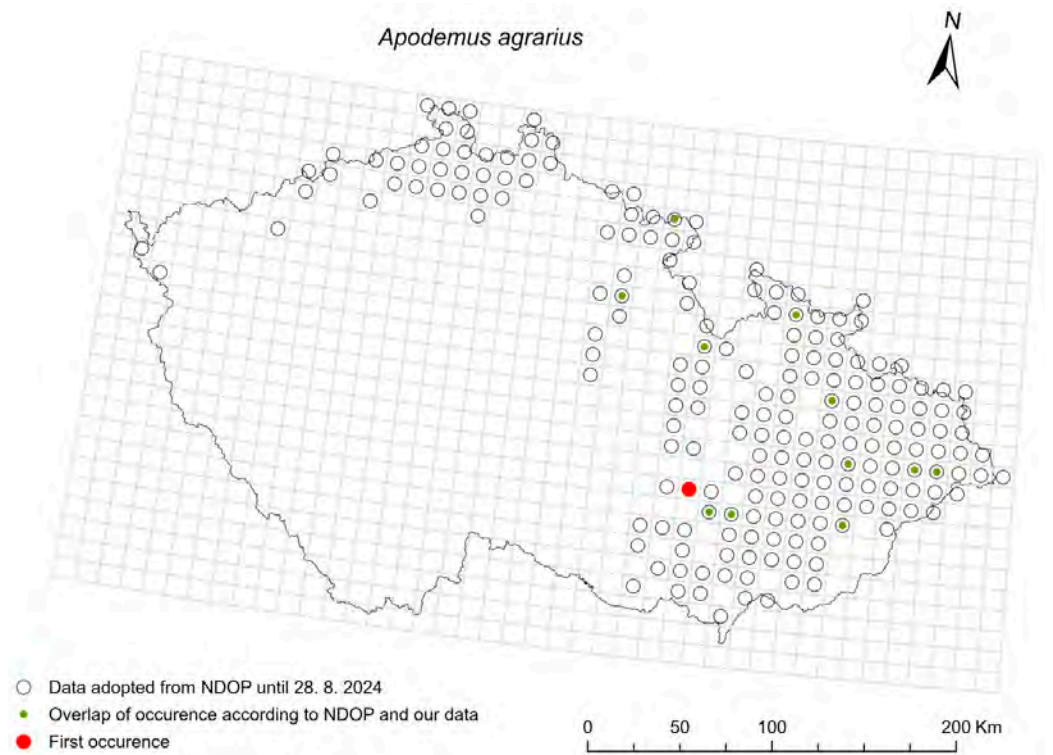 Apodemus agrarius
N
Data adopted from NDOP until 28. 8. 2024
Overlap of occurence according to NDOP and our data
First occurence
0 50 100 200 Km